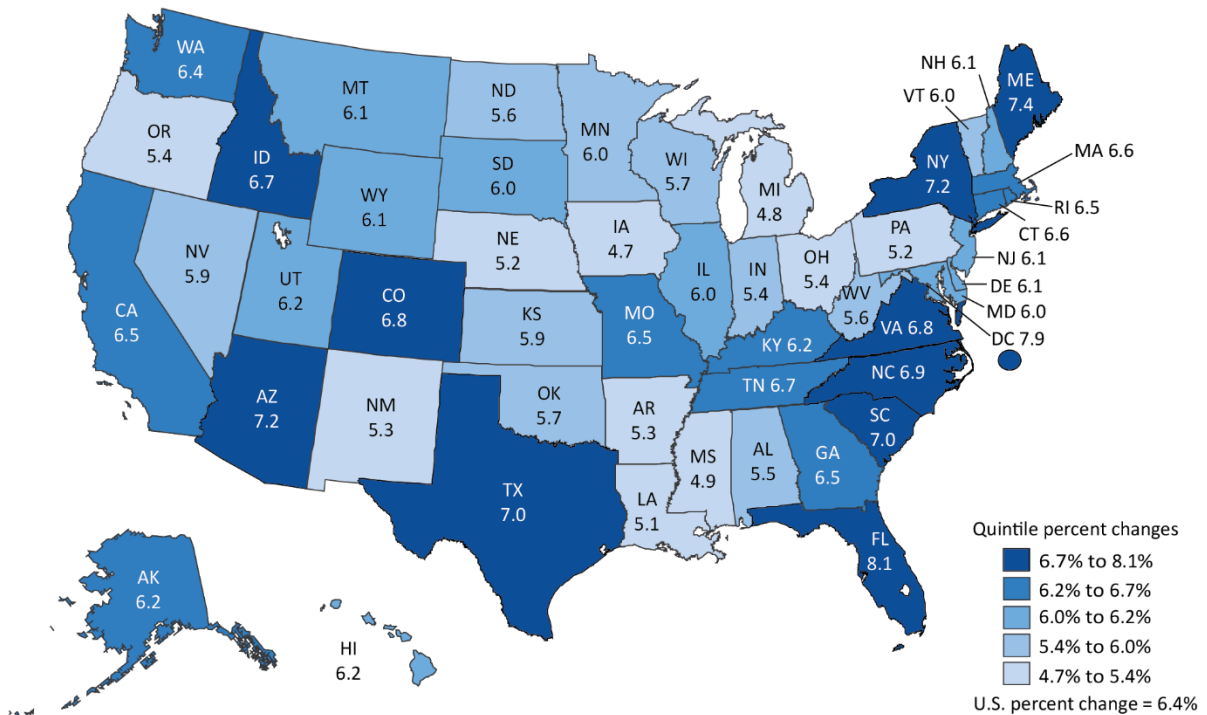 WA
6.4
MT
6.1
ND
5.6
MN
6.0
NH 6.1
VT 6.0
ME
7.4
OR
5.4
ID
6.7
SD
6.0
WI
5.7
MI
4.8
NY
7.2
MA 6.6
RI 6.5
CT 6.6
WY
6.1
NE
5.2
IA
4.7
PA
5.2
NJ 6.1
NV
5.9
UT
6.2
CO
6.8
IL
6.0
IN
5.4
OH
5.4
WV
5.6
DE 6.1
MD 6.0
DC 7.9
CA
6.5
KS
5.9
MO
6.5
KY 6.2
VA 6.8
AZ
7.2
NM
5.3
OK
5.7
AR
5.3
TN 6.7
NC 6.9
SC
7.0
TX
7.0
LA
5.1
MS
4.9
AL
5.5
GA
6.5
FL
8.1
AK
6.2
HI
6.2
Quintile percent changes
6.7% to 8.1%
6.2% to 6.7%
6.0% to 6.2%
5.4% to 6.0%
4.7% to 5.4%
U.S. percent change = 6.4%